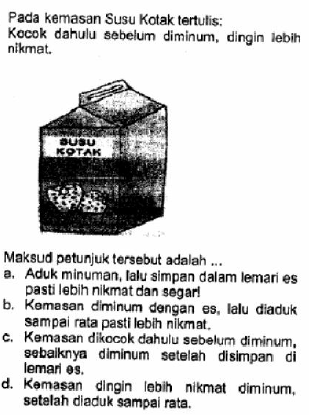 Pada kemasan Susu Kotak tertulis:
Kocok dahulu sebelum diminum, dingin lebih
nikmat.
SUSU
KOTAK
Maksud petunjuk tersebut adalah ...
a. Aduk minuman, lalu simpan dalam lemari es
pasti lebih nikmat dan segar!
b. Kemasan diminum dengan es, lalu diaduk
sampai rata pasti lebih nikmat.
c. Kemasan dikocok dahulu sebelum diminum,
sebaiknya diminum setelah disimpan di
lemari es.
d. Kemasan dingin lebih nikmat diminum,
setelah diaduk sampai rata.